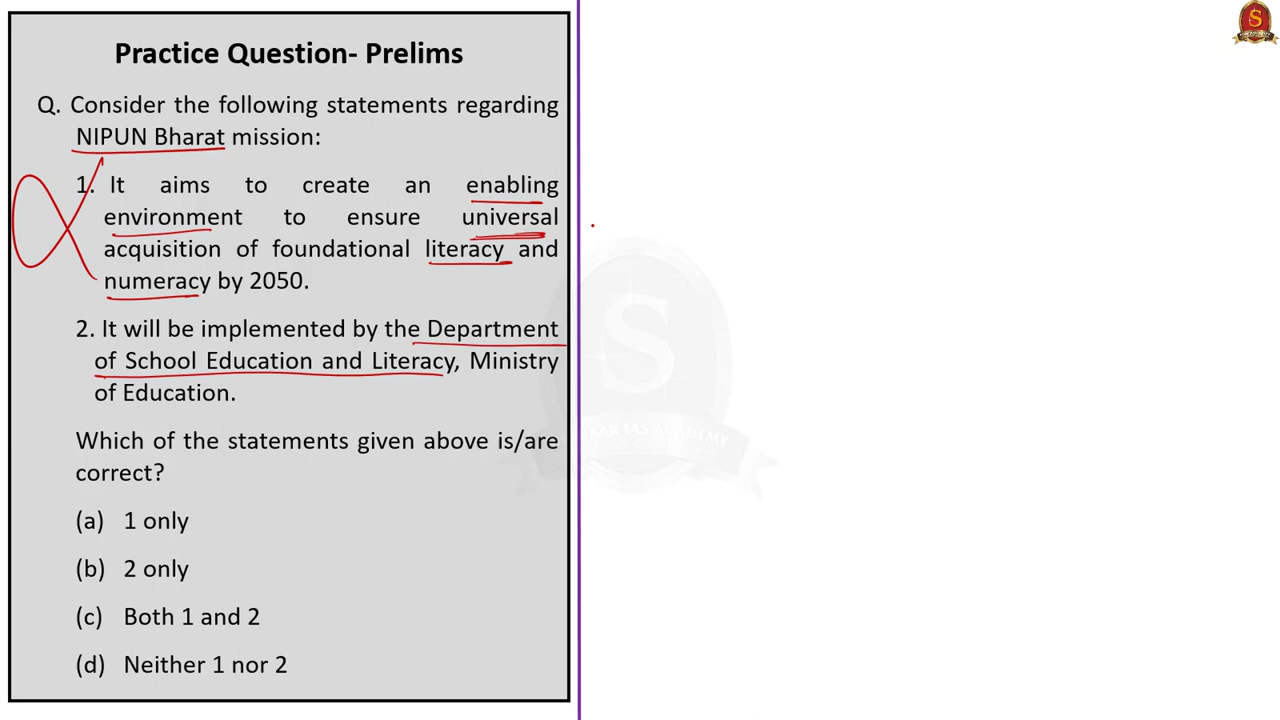 Practice Question- Prelims
Q. Consider the following statements regarding
NIPUN Bharat mission:
1. It aims to create an enabling
environment to ensure universal
acquisition of foundational literacy and
numeracy by 2050.
2. It will be implemented by the Department
of School Education and Literacy, Ministry
of Education.
Which of the statements given above is/are
correct?
(a) 1 only
(b) 2 only
(c) Both 1 and 2
(d) Neither 1 nor 2
S
S
KAR IAS ACADEMY